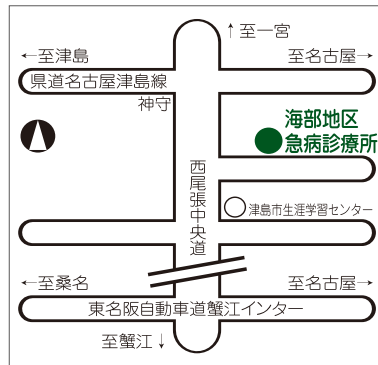 ↑至一宮
←至津島
至名古屋→
県道名古屋津島線
神守
海部地区
急病診療所
西尾張中央道
津島市生涯学習センター
←至桑名
至名古屋→
東名阪自動車道蟹江インター
至蟹江↓